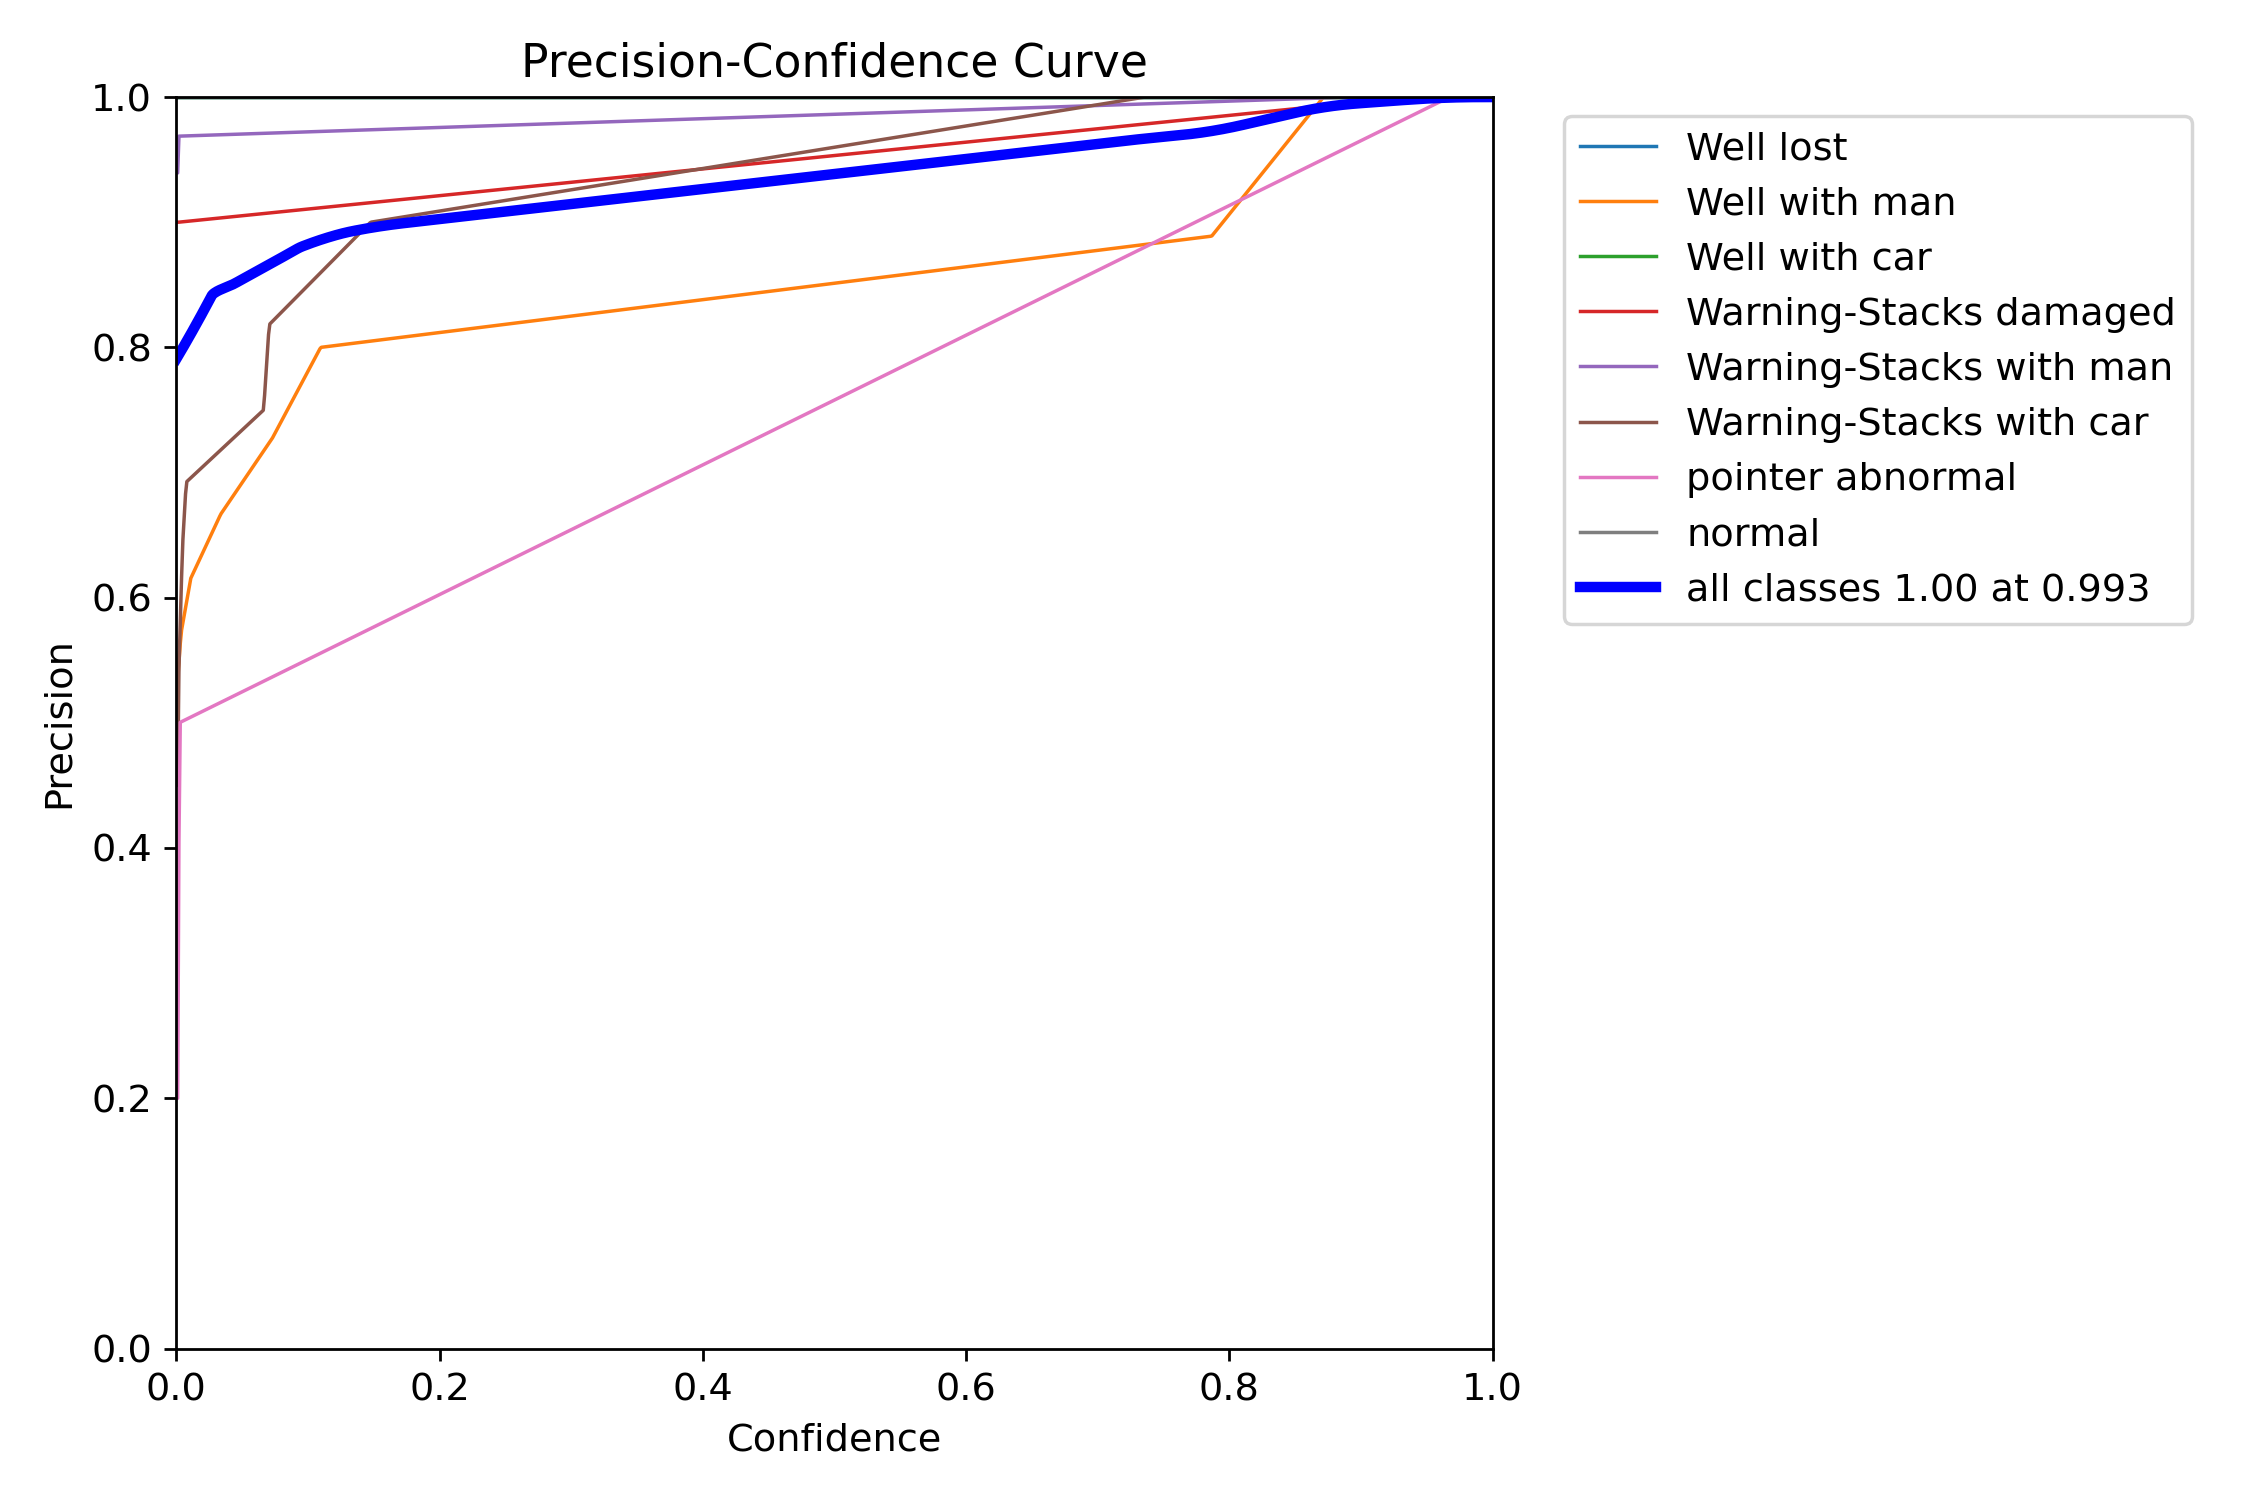 Precision-Confidence Curve
1.0
0.8
0.6
0.4
0.2
0.0
Precision
0.0 0.2 0.4 0.6 0.8 1.0
Confidence
Well lost
Well with man
Well with car
Warning-Stacks damaged
Warning-Stacks with man
Warning-Stacks with car
pointer abnormal
normal
all classes 1.00 at 0.993